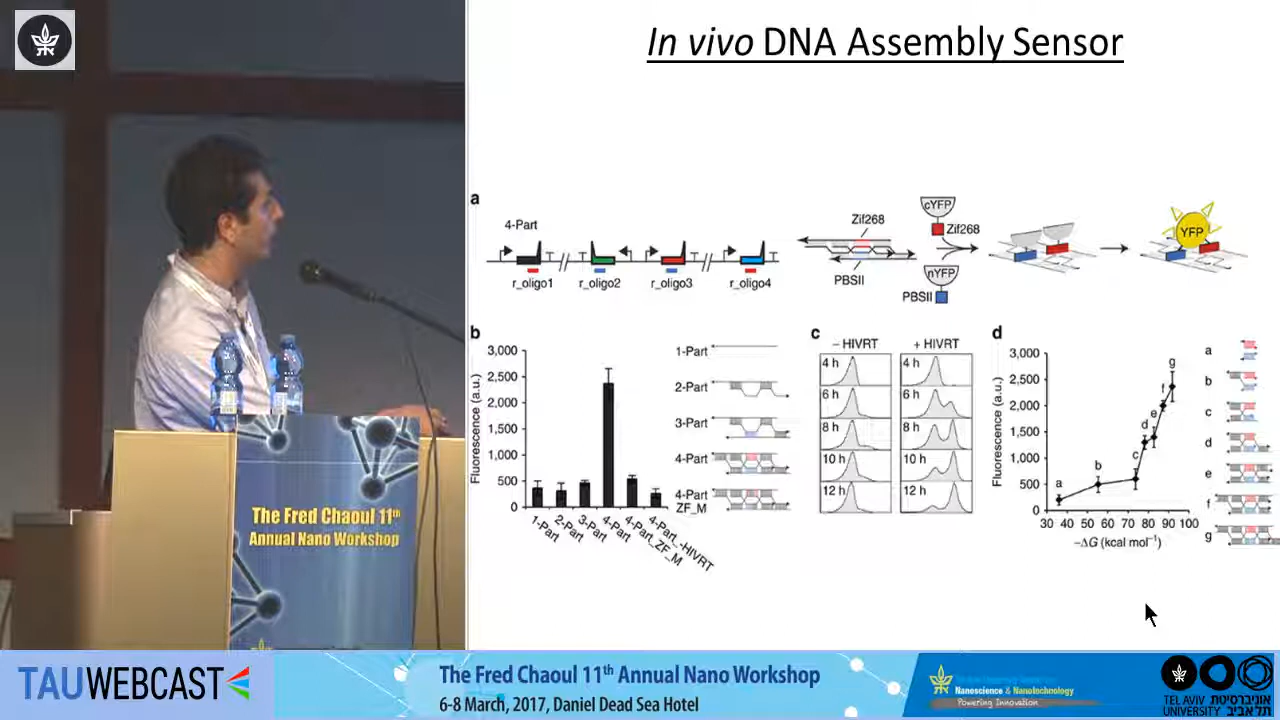 In vivo DNA Assembly Sensor
a
4-Part
r_oligo1
r_oligo2
r_oligo3
r_oligo4
Zif268
PBSII
cYFP
Zif268
nYFP
PBSII
YFP
b
Fluorescence (a.u.)
3,000
2,500
2,000
1,500
1,000
500
0
1-Part
2-Part
3-Part
4-Part
4-Part_ZF_M
4-Part_-HIVRT
1-Part
2-Part
3-Part
4-Part
4-Part
ZF_M
c
– HIVRT
+ HIVRT
4 h
4 h
6 h
6 h
8 h
8 h
10 h
10 h
12 h
12 h
d
Fluorescence (a.u.)
3,000
2,500
2,000
1,500
1,000
500
0
a
b
c
d
e
f
g
30 40 50 60 70 80 90 100
–ΔG (kcal mol⁻¹)
a
b
c
d
e
f
g
The Fred Chaoul 11th
Annual Nano Workshop
TAUWEBCAST
The Fred Chaoul 11th Annual Nano Workshop
6-8 March, 2017, Daniel Dead Sea Hotel
Nanoscience & Nanotechnology
Powering Innovation
TEL AVIV אוניברסיטת
UNIVERSITY תל אביב